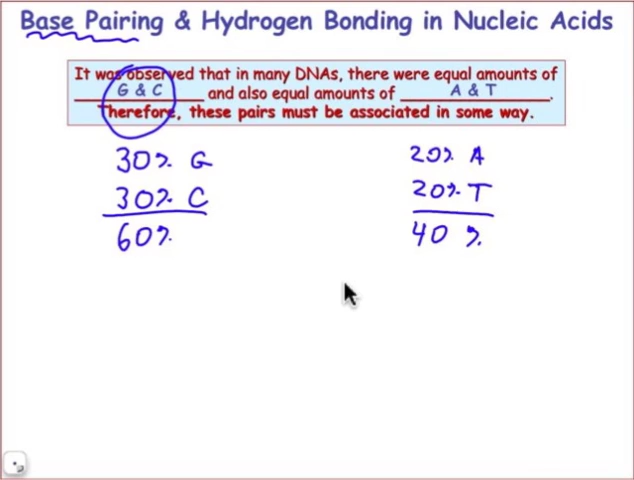 Base Pairing & Hydrogen Bonding in Nucleic Acids
It was observed that in many DNAs, there were equal amounts of
G & C and also equal amounts of A & T.
Therefore, these pairs must be associated in some way.
30% G 20% A
30% C 20% T
60% 40 %